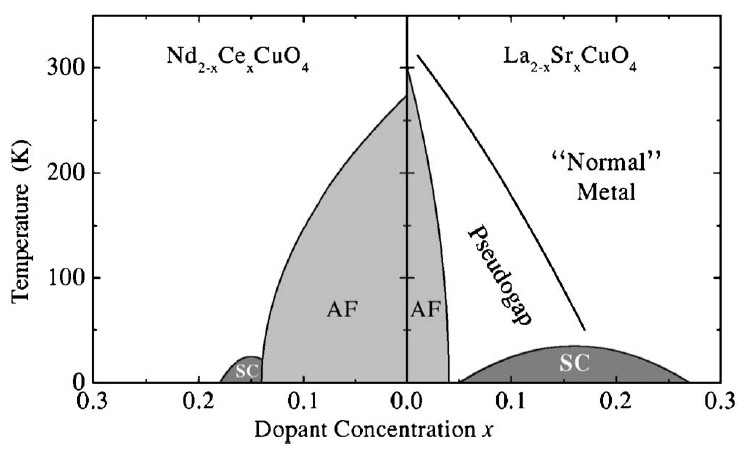 Nd2-xCexCuO4
La2-xSrxCuO4
300
"Normal"
Metal
200
Temperature (K)
Pseudogap
100
AF
AF
SC
SC
0
0.3
0.2
0.1
0.0
0.1
0.2
0.3
Dopant Concentration x